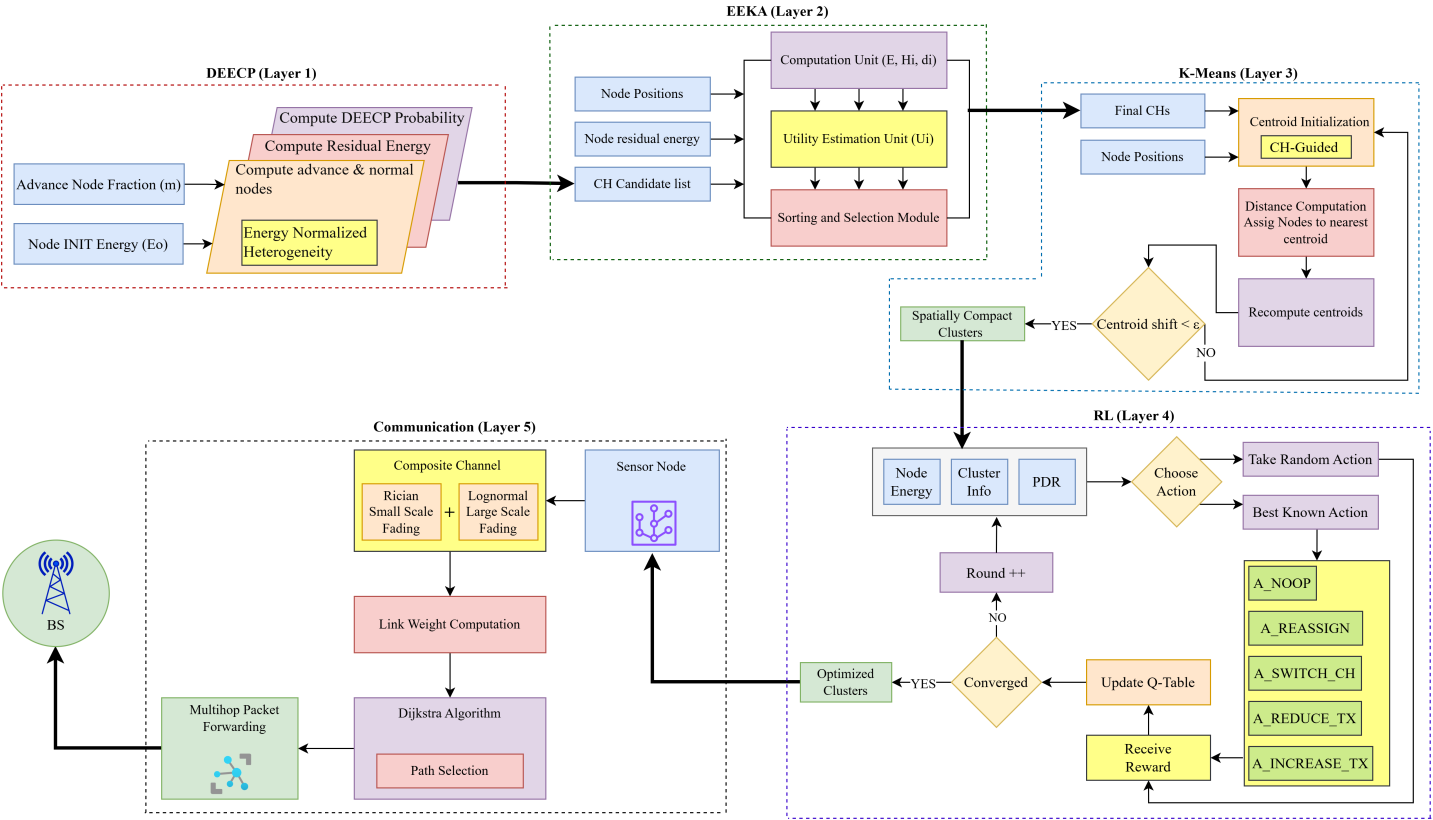 EEKA (Layer 2)
DEECP (Layer 1)
K-Means (Layer 3)
Compute DEECP Probability
Compute Residual Energy
Compute advance & normal
nodes
Energy Normalized
Heterogeneity
Advance Node Fraction (m)
Node INIT Energy (Eo)
Node Positions
Node residual energy
CH Candidate list
Computation Unit (E, Hi, di)
Utility Estimation Unit (Ui)
Sorting and Selection Module
Final CHs
Node Positions
Centroid Initialization
CH-Guided
Distance Computation
Assig Nodes to nearest
centroid
Recompute centroids
Centroid shift < ε
YES
NO
Spatially Compact
Clusters
RL (Layer 4)
Node
Energy
Cluster
Info
PDR
Choose
Action
Take Random Action
Best Known Action
A_NOOP
A_REASSIGN
A_SWITCH_CH
A_REDUCE_TX
A_INCREASE_TX
Receive
Reward
Update Q-Table
Converged
NO
Round ++
YES
Optimized
Clusters
Communication (Layer 5)
Sensor Node
Composite Channel
Rician
Small Scale
Fading
+
Lognormal
Large Scale
Fading
Link Weight Computation
Dijkstra Algorithm
Path Selection
Multihop Packet
Forwarding
BS